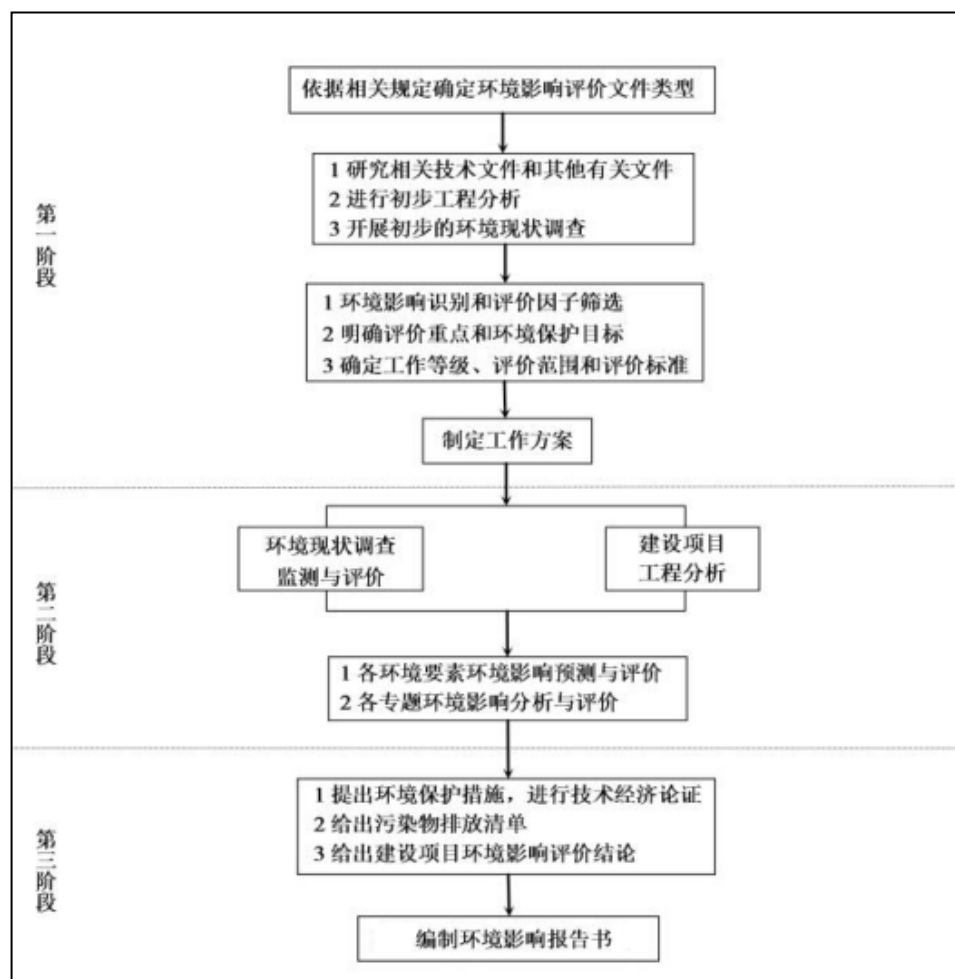 依据相关规定确定环境影响评价文件类型
1 研究相关技术文件和其他有关文件
2 进行初步工程分析
3 开展初步的环境现状调查
第一阶段
1 环境影响识别和评价因子筛选
2 明确评价重点和环境保护目标
3 确定工作等级、评价范围和评价标准
制定工作方案
环境现状调查
监测与评价
建设项目
工程分析
第二阶段
1 各环境要素环境影响预测与评价
2 各专题环境影响分析与评价
1 提出环境保护措施，进行技术经济论证
2 给出污染物排放清单
3 给出建设项目环境影响评价结论
第三阶段
编制环境影响报告书